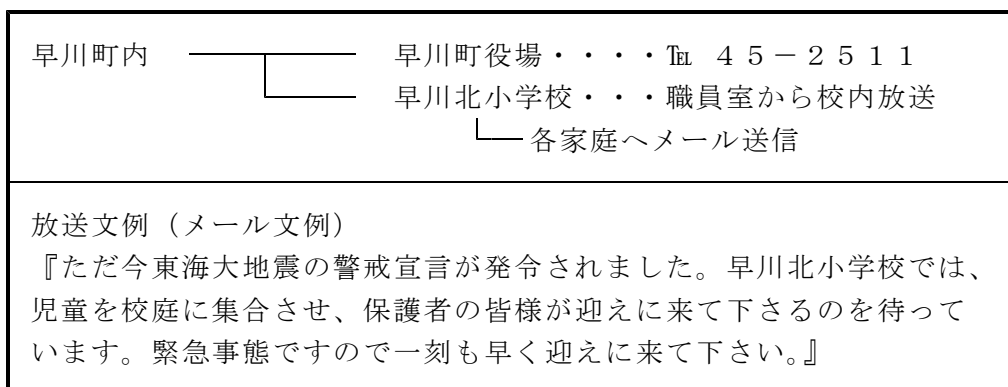 早川町内 早川町役場・・・・℡ 45-2511
早川北小学校・・・職員室から校内放送
各家庭へメール送信
放送文例(メール文例)
『ただ今東海大地震の警戒宣言が発令されました。早川北小学校では、
児童を校庭に集合させ、保護者の皆様が迎えに来て下さるのを待って
います。緊急事態ですので一刻も早く迎えに来て下さい。』